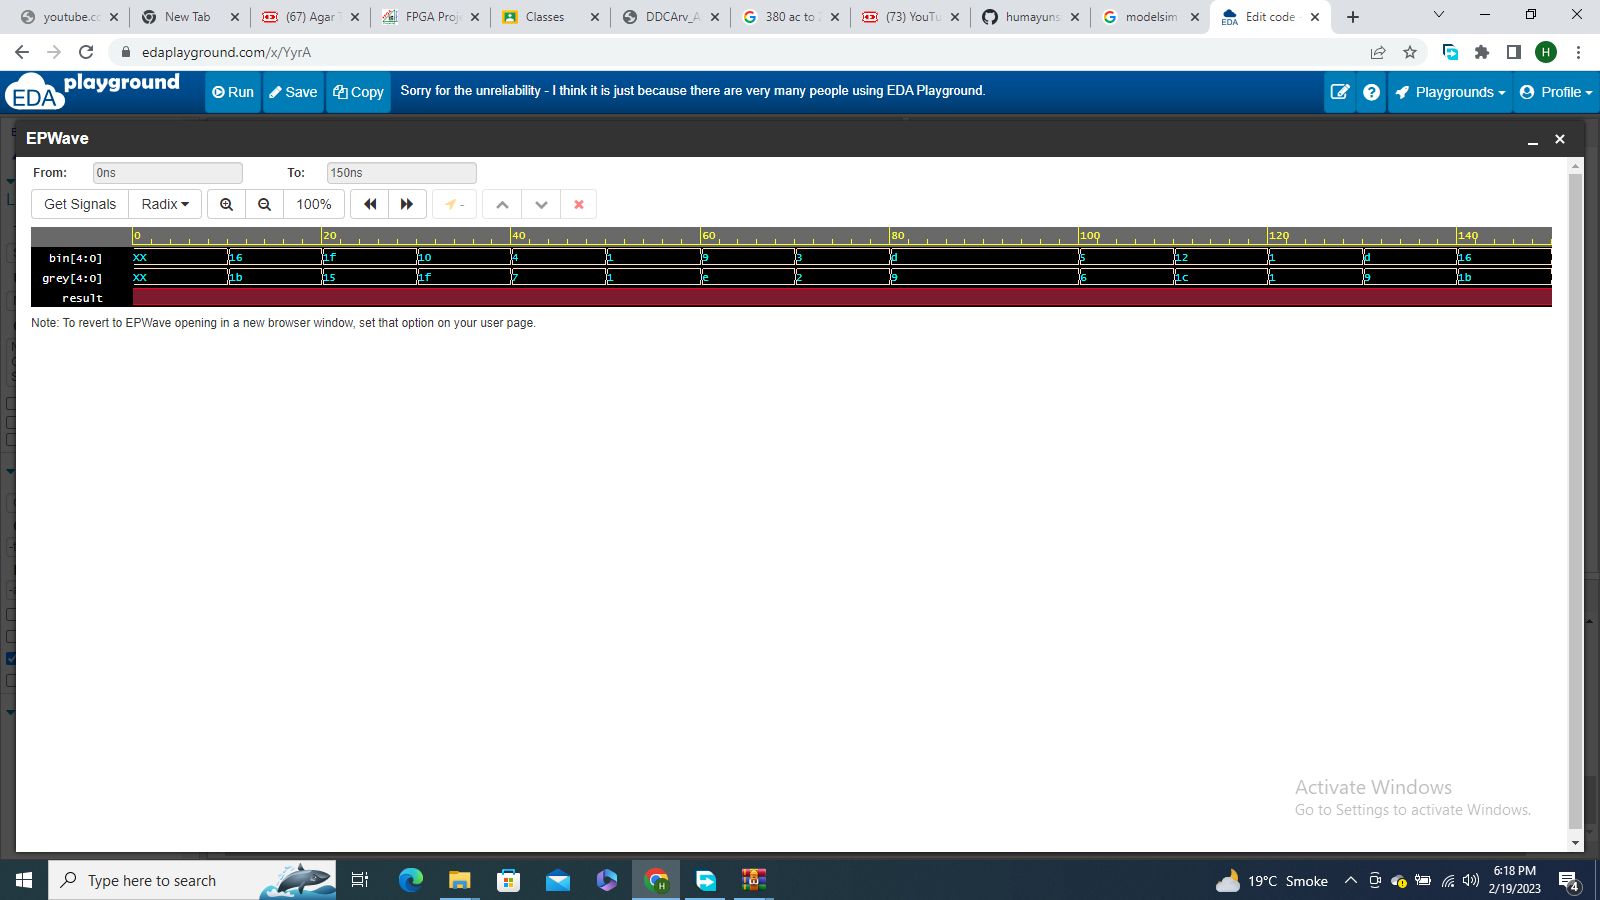 youtube.cc
New Tab
(67) Agar T
FPGA Proj
Classes
DDCArv_A
380 ac to 2
(73) YouTu
humayuns
modelsim
Edit code -
edaplayground.com/x/YyrA
H
EDA playground
Run
Save
Copy
Sorry for the unreliability - I think it is just because there are very many people using EDA Playground.
Playgrounds
Profile
EPWave
From: 0ns To: 150ns
Get Signals Radix 100%
0 20 40 60 80 100 120 140
bin[4:0] XX 16 1f 10 4 1 9 3 d 5 12 1 d 16
grey[4:0] XX 1b 15 1f 7 1 e 2 9 6 1c 1 9 1b
result
Note: To revert to EPWave opening in a new browser window, set that option on your user page.
Activate Windows
Go to Settings to activate Windows.
Type here to search
19°C Smoke
6:18 PM
2/19/2023
4